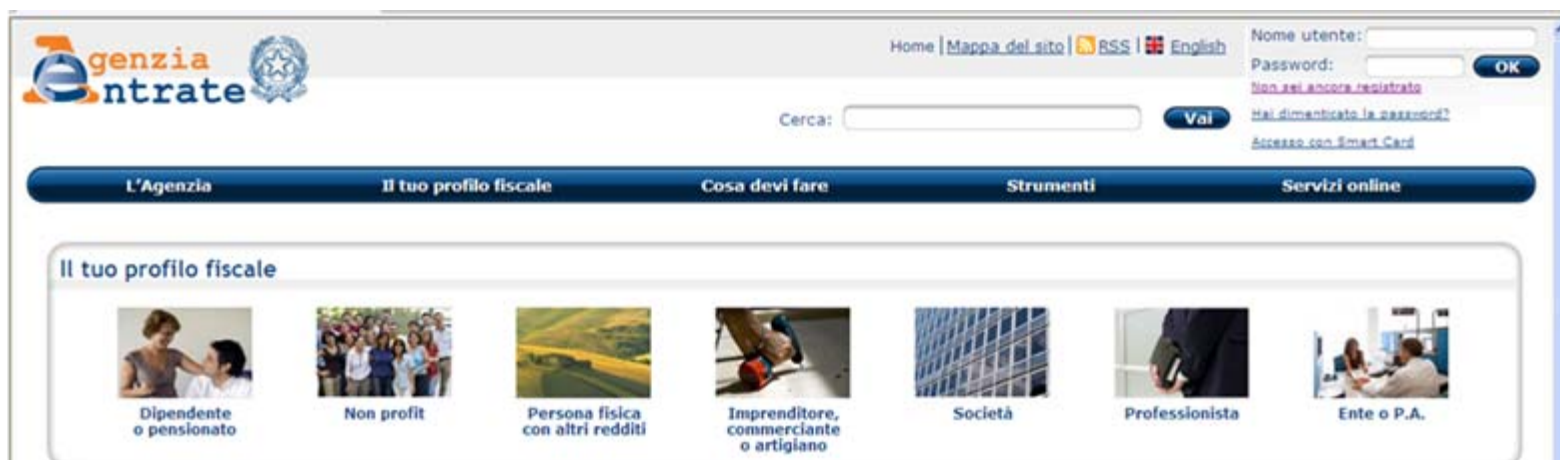 Agenzia
Entrate
Home | Mappa del sito | RSS | English
Nome utente:
Password:
OK
Non sei ancora registrato
Hai dimenticato la password?
Accesso con Smart Card
Cerca:
Vai
L'Agenzia
Il tuo profilo fiscale
Cosa devi fare
Strumenti
Servizi online
Il tuo profilo fiscale
Dipendente
o pensionato
Non profit
Persona fisica
con altri redditi
Imprenditore,
commerciante
o artigiano
Società
Professionista
Ente o P.A.